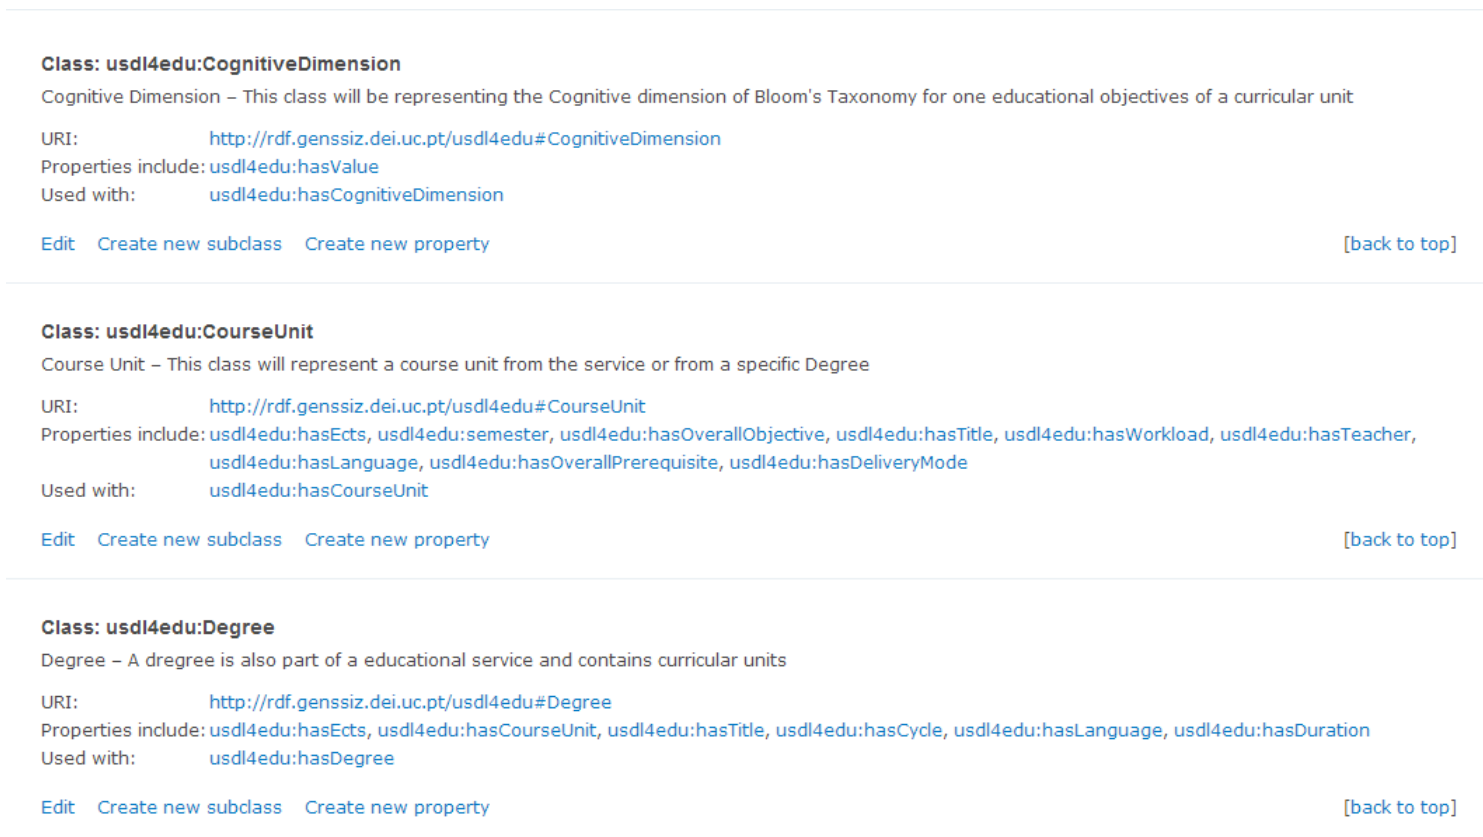 Class: usdl4edu:CognitiveDimension
Cognitive Dimension – This class will be representing the Cognitive dimension of Bloom's Taxonomy for one educational objectives of a curricular unit
URI: http://rdf.genssiz.dei.uc.pt/usdl4edu#CognitiveDimension
Properties include: usdl4edu:hasValue
Used with: usdl4edu:hasCognitiveDimension
Edit Create new subclass Create new property [back to top]
Class: usdl4edu:CourseUnit
Course Unit – This class will represent a course unit from the service or from a specific Degree
URI: http://rdf.genssiz.dei.uc.pt/usdl4edu#CourseUnit
Properties include: usdl4edu:hasEcts, usdl4edu:semester, usdl4edu:hasOverallObjective, usdl4edu:hasTitle, usdl4edu:hasWorkload, usdl4edu:hasTeacher,
usdl4edu:hasLanguage, usdl4edu:hasOverallPrerequisite, usdl4edu:hasDeliveryMode
Used with: usdl4edu:hasCourseUnit
Edit Create new subclass Create new property [back to top]
Class: usdl4edu:Degree
Degree – A dregree is also part of a educational service and contains curricular units
URI: http://rdf.genssiz.dei.uc.pt/usdl4edu#Degree
Properties include: usdl4edu:hasEcts, usdl4edu:hasCourseUnit, usdl4edu:hasTitle, usdl4edu:hasCycle, usdl4edu:hasLanguage, usdl4edu:hasDuration
Used with: usdl4edu:hasDegree
Edit Create new subclass Create new property [back to top]